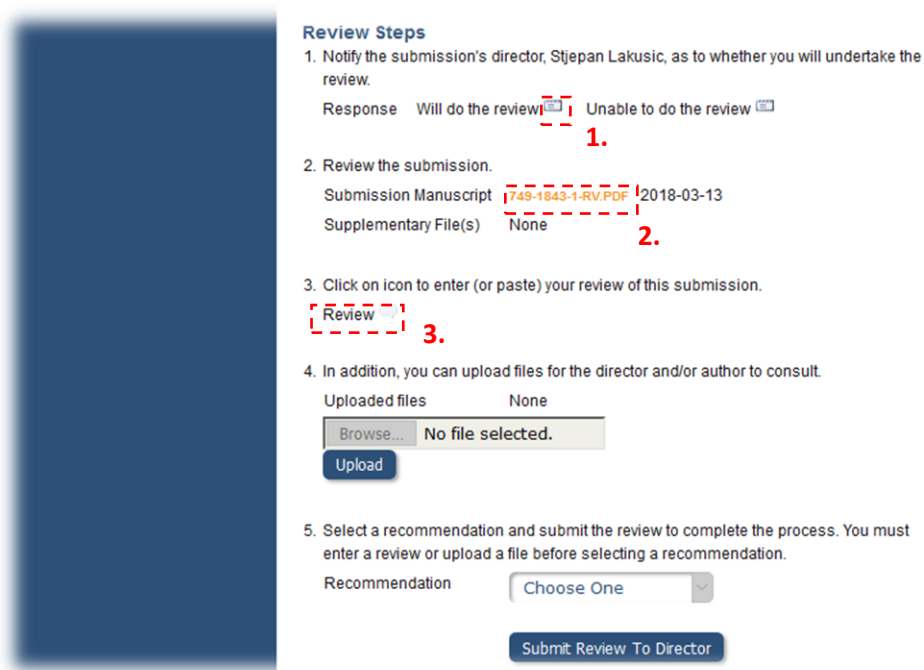 Review Steps
1. Notify the submission's director, Stjepan Lakusic, as to whether you will undertake the
review.
Response Will do the review Unable to do the review
1.
2. Review the submission.
Submission Manuscript 749-1843-1-RV.PDF 2018-03-13
Supplementary File(s) None
2.
3. Click on icon to enter (or paste) your review of this submission.
Review
3.
4. In addition, you can upload files for the director and/or author to consult.
Uploaded files None
Browse... No file selected.
Upload
5. Select a recommendation and submit the review to complete the process. You must
enter a review or upload a file before selecting a recommendation.
Recommendation Choose One
Submit Review To Director